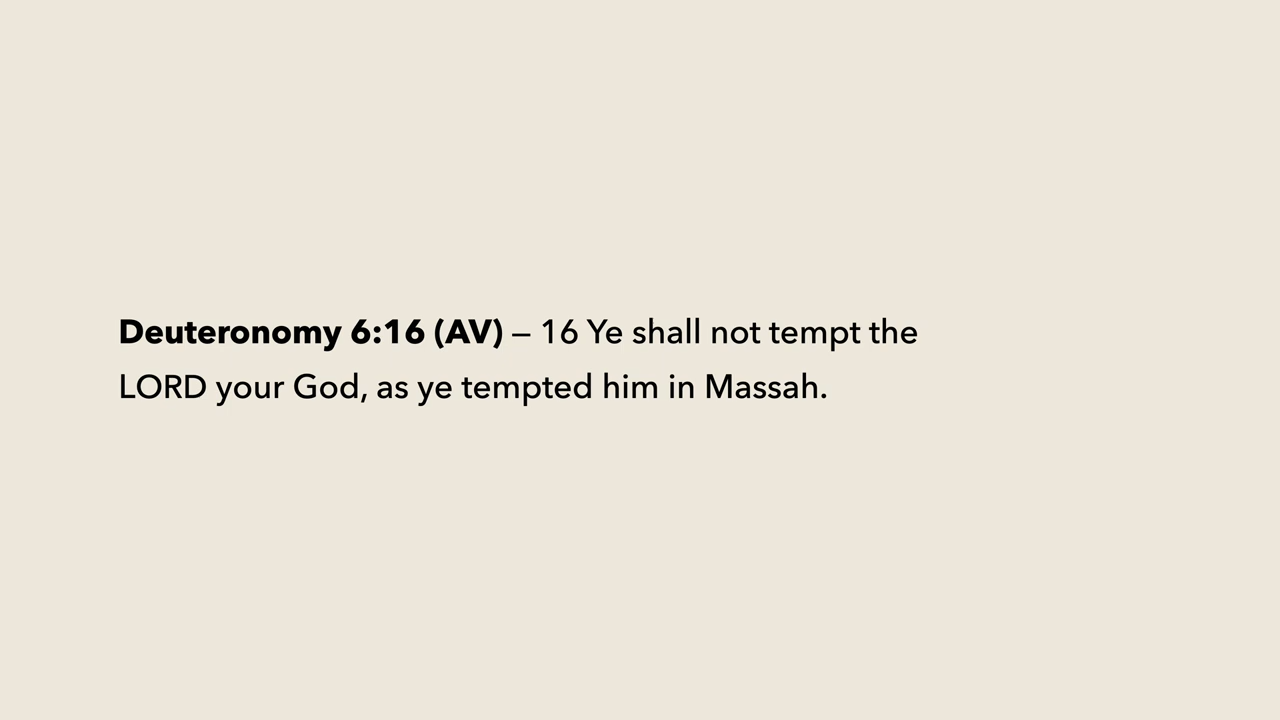 Deuteronomy 6:16 (AV) – 16 Ye shall not tempt the
LORD your God, as ye tempted him in Massah.